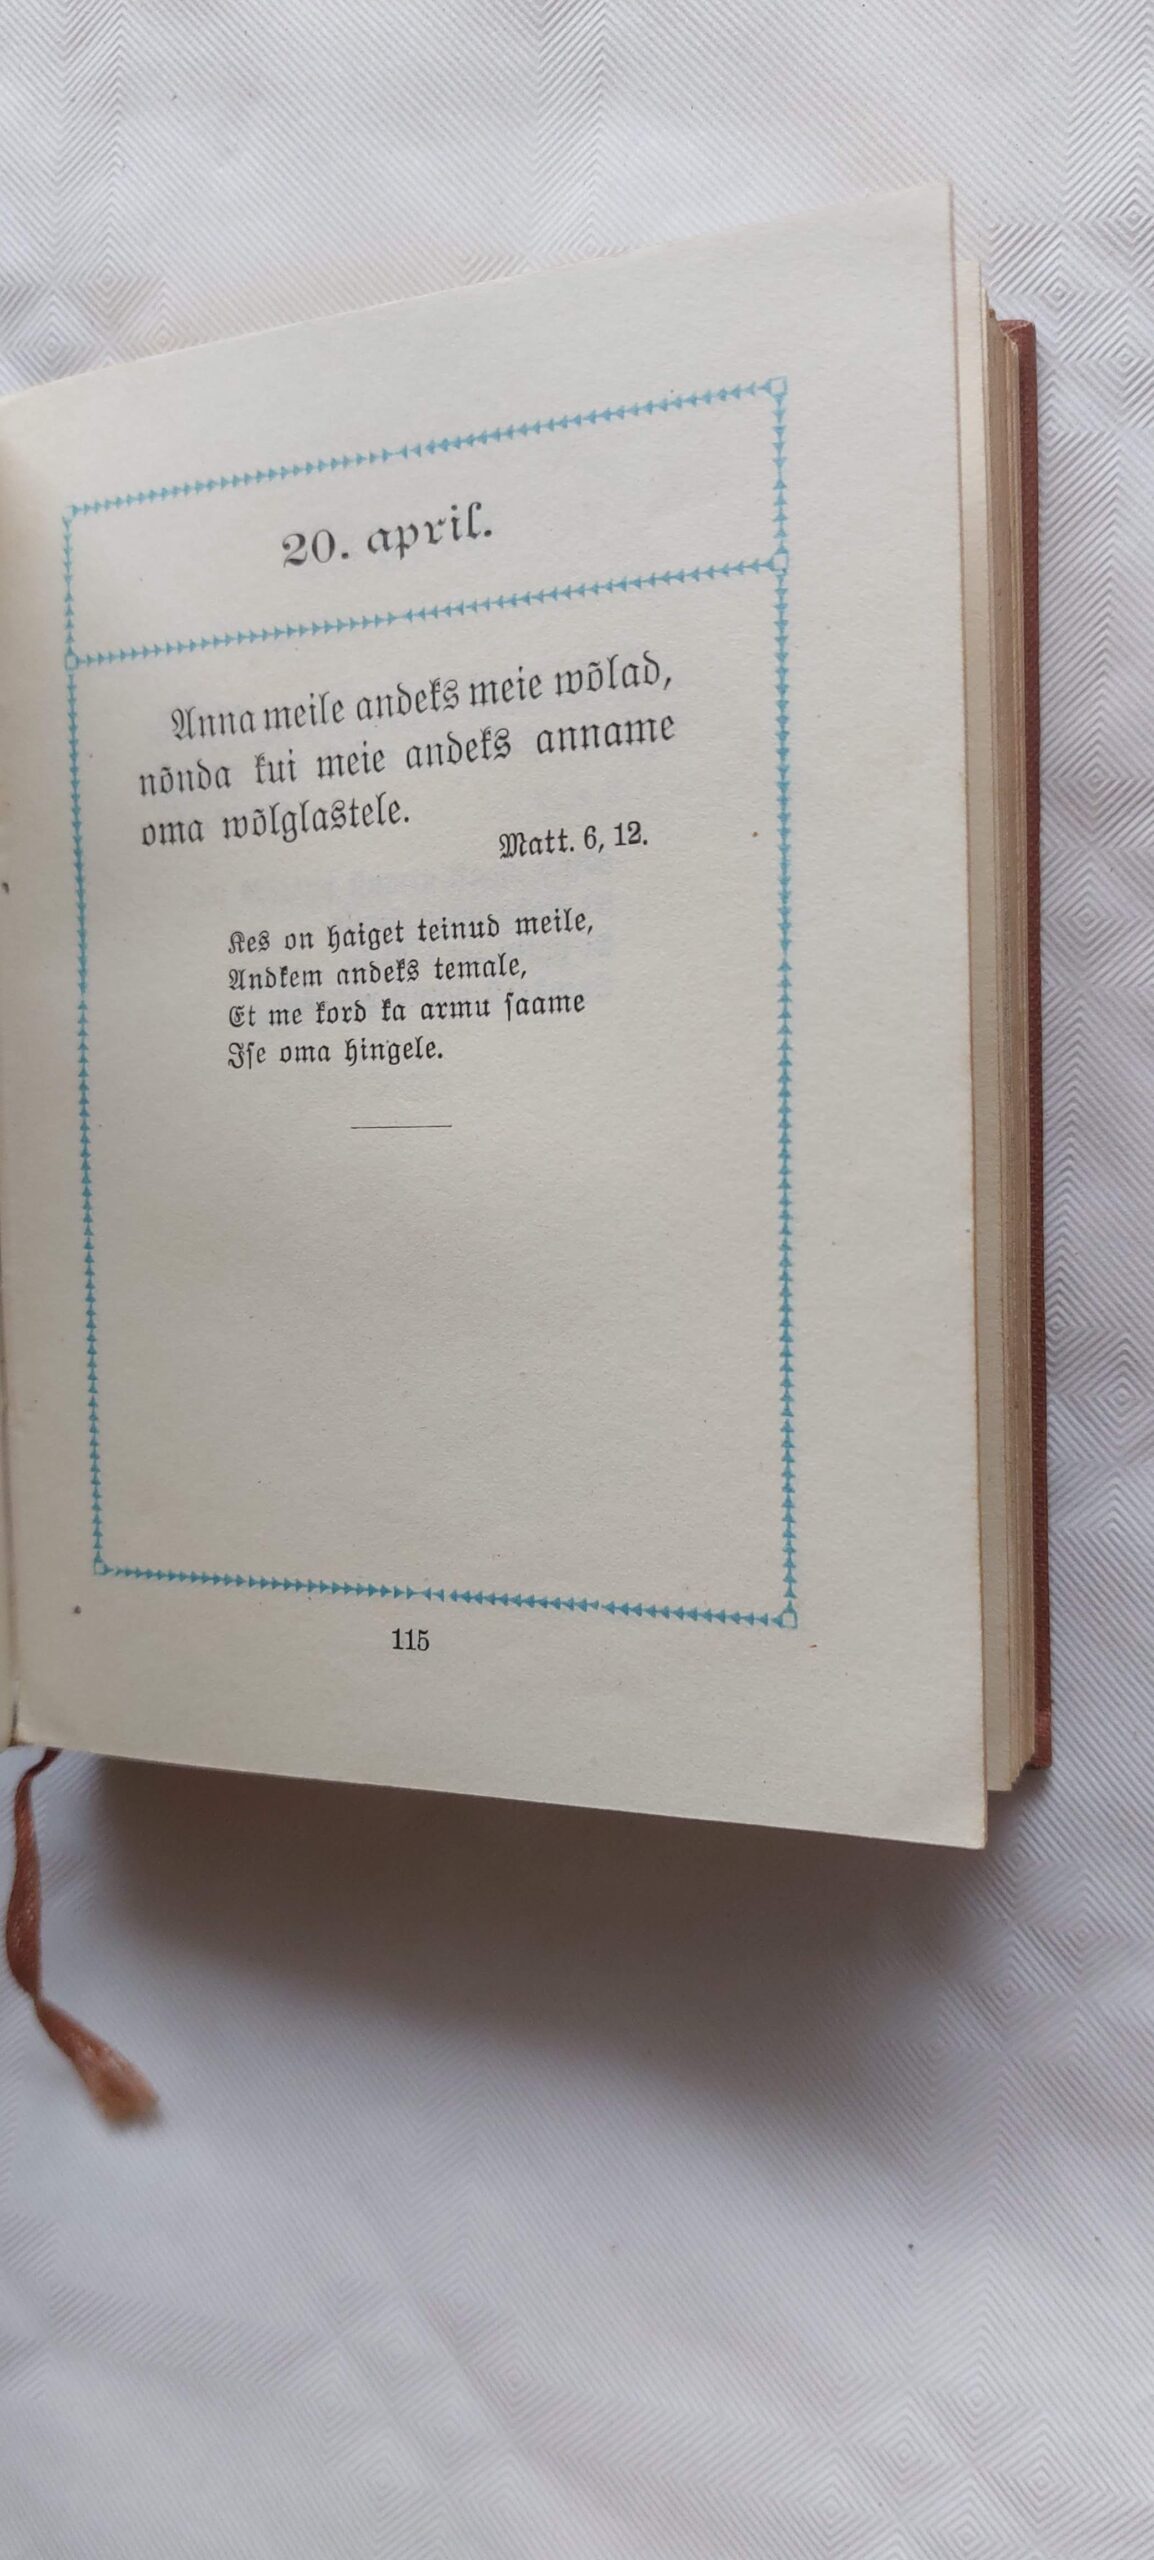 20. april.
Anna meile andeks meie wõlad,
nõnda kui meie andeks anname
oma wõlglastele.
Matt. 6, 12.
Kes on haiget teinud meile,
Andkem andeks temale,
Et me kord ka armu ſaame
Iſe oma hingele.
115